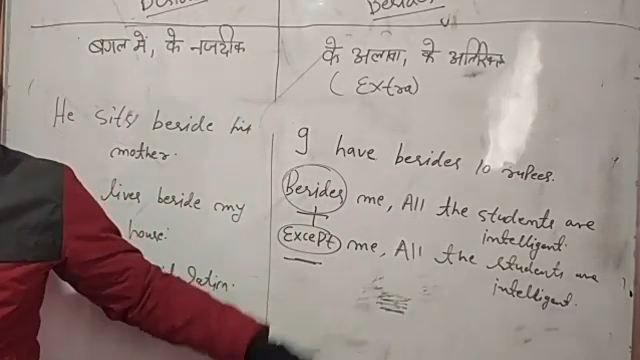 बगल में, के नजदीक
He sits beside his
mother.
lives beside my
house.
के अलावा, के अतिरिक्त
(Extra)
I have besides 10 rupees.
Besides me, All the students are
intelligent.
Except me, All the students are
intelligent.